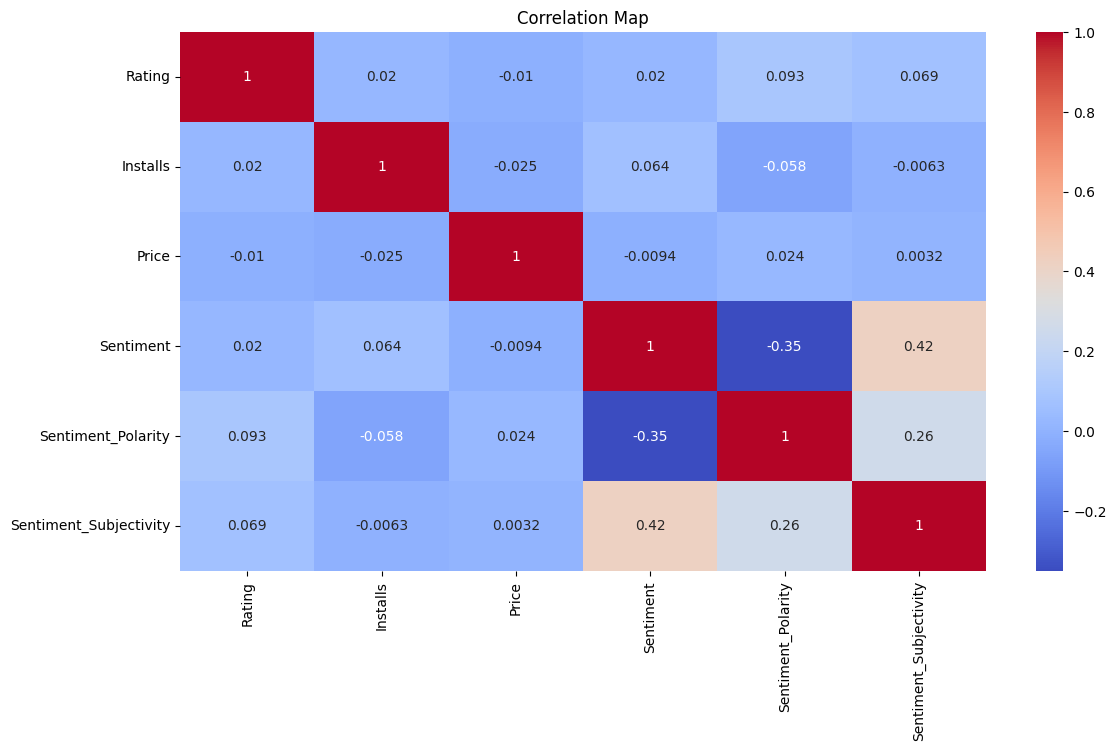 Correlation Map
Rating 1 0.02 -0.01 0.02 0.093 0.069
Installs 0.02 1 -0.025 0.064 -0.058 -0.0063
Price -0.01 -0.025 1 -0.0094 0.024 0.0032
Sentiment 0.02 0.064 -0.0094 1 -0.35 0.42
Sentiment_Polarity 0.093 -0.058 0.024 -0.35 1 0.26
Sentiment_Subjectivity 0.069 -0.0063 0.0032 0.42 0.26 1
Rating
Installs
Price
Sentiment
Sentiment_Polarity
Sentiment_Subjectivity
1.0
0.8
0.6
0.4
0.2
0.0
−0.2